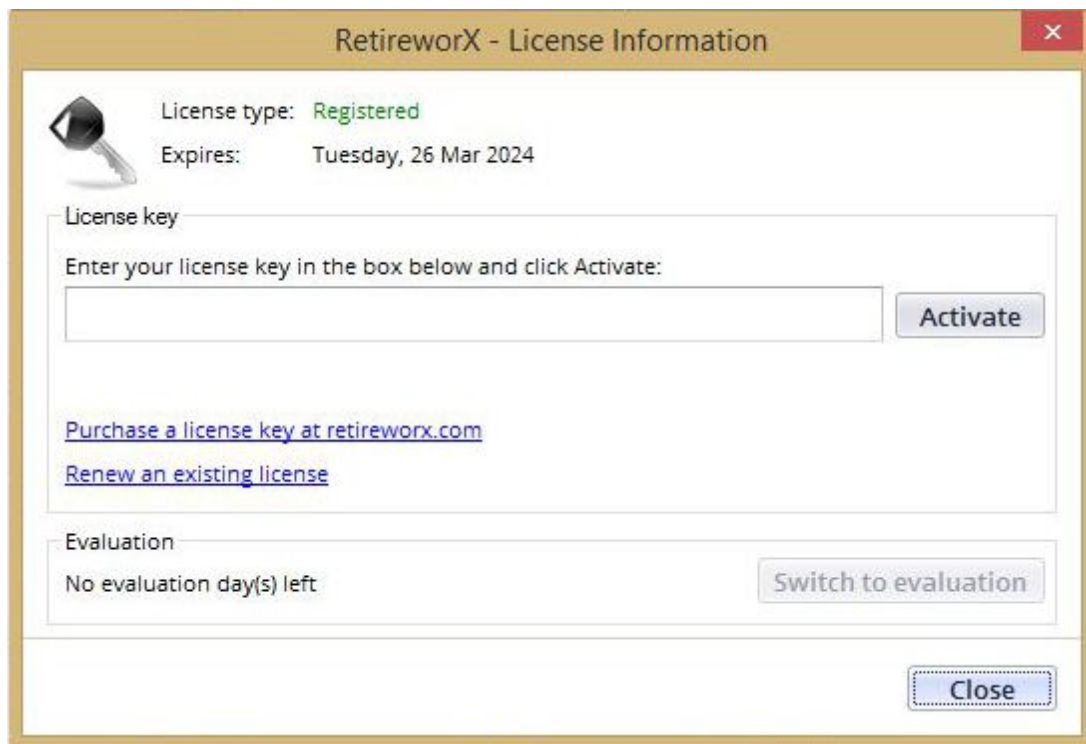 RetireworX - License Information
License type: Registered
Expires: Tuesday, 26 Mar 2024
License key
Enter your license key in the box below and click Activate:
Activate
Purchase a license key at retireworx.com
Renew an existing license
Evaluation
No evaluation day(s) left
Switch to evaluation
Close